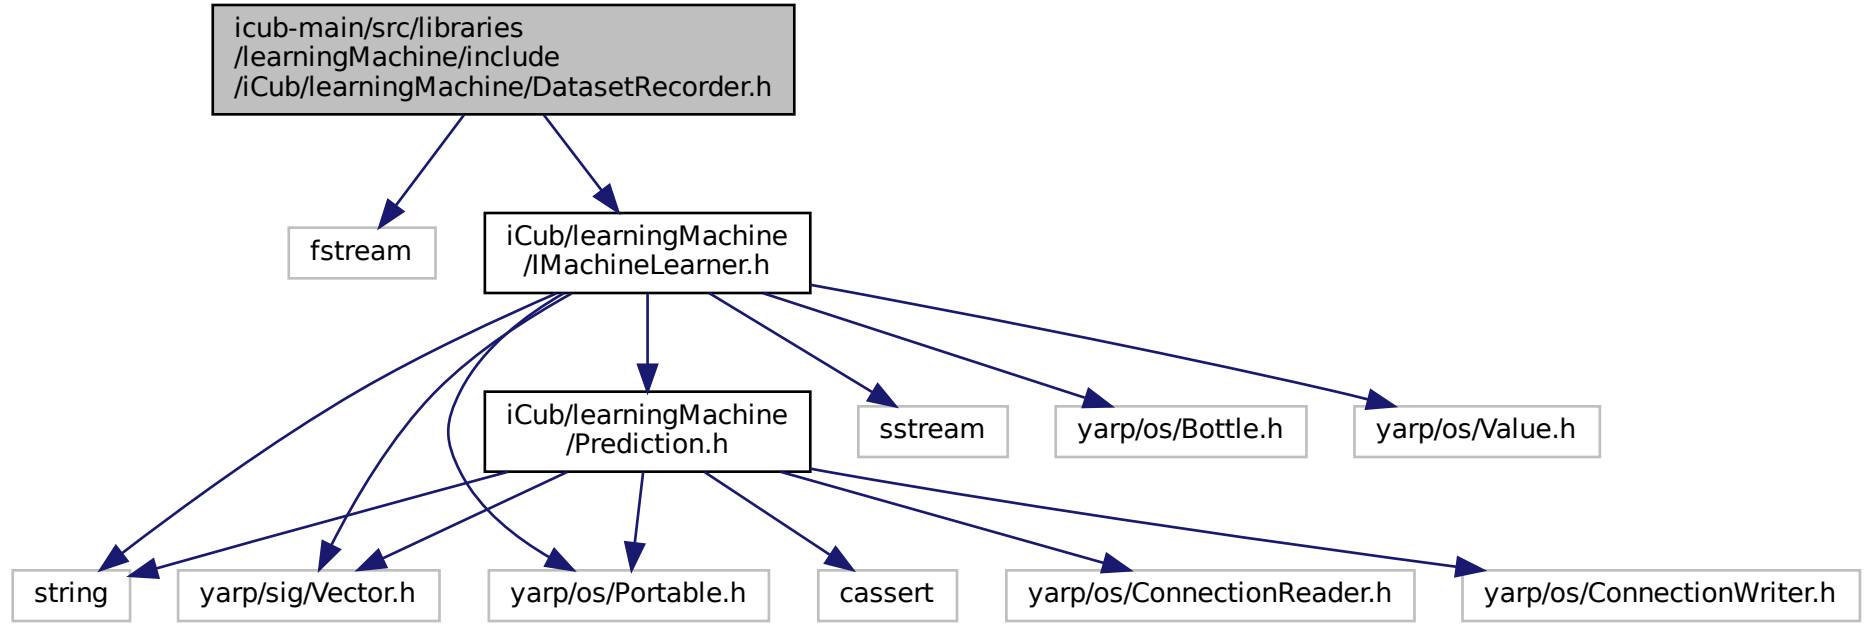 icub-main/src/libraries
/learningMachine/include
/iCub/learningMachine/DatasetRecorder.h
fstream
iCub/learningMachine
/IMachineLearner.h
iCub/learningMachine
/Prediction.h
sstream
yarp/os/Bottle.h
yarp/os/Value.h
string
yarp/sig/Vector.h
yarp/os/Portable.h
cassert
yarp/os/ConnectionReader.h
yarp/os/ConnectionWriter.h